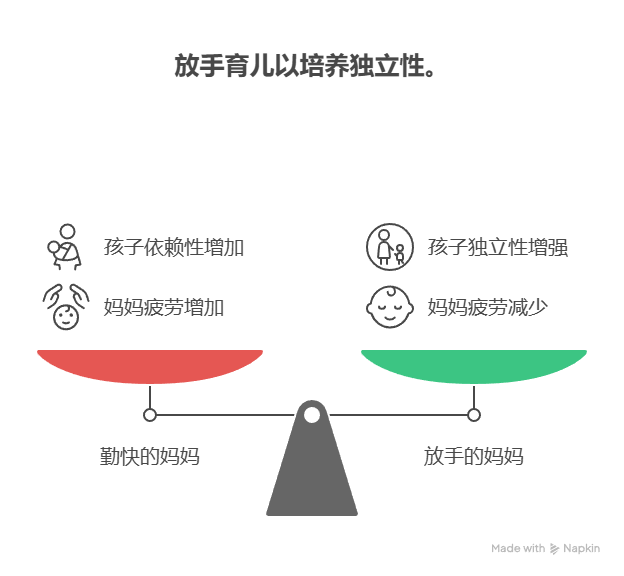 放手育儿以培养独立性。
孩子依赖性增加
妈妈疲劳增加
孩子独立性增强
妈妈疲劳减少
勤快的妈妈
放手的妈妈
Made with Napkin